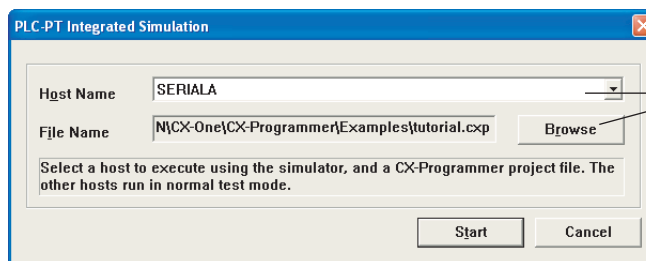 PLC-PT Integrated Simulation
Host Name SERIALA
File Name N\CX-One\CX-Programmer\Examples\tutorial.cxp Browse
Select a host to execute using the simulator, and a CX-Programmer project file. The
other hosts run in normal test mode.
Start Cancel